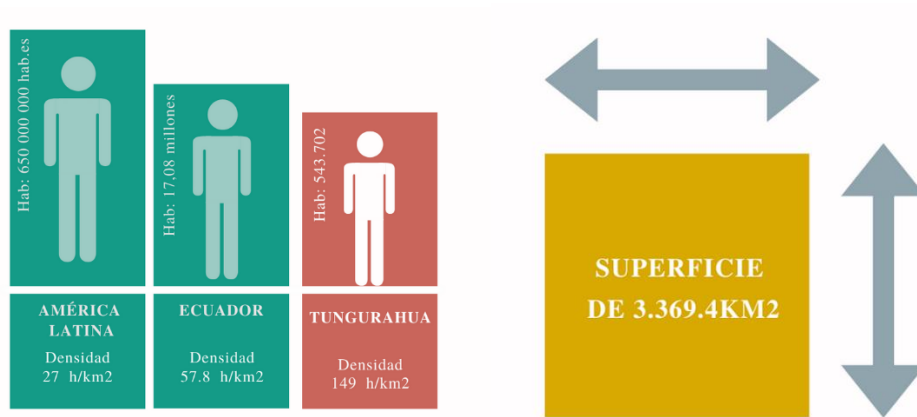 Hab: 650 000 000 hab.es
Hab: 17,08 millones
Hab: 543.702
AMÉRICA
LATINA
Densidad
27 h/km2
ECUADOR
Densidad
57.8 h/km2
TUNGURAHUA
Densidad
149 h/km2
SUPERFICIE
DE 3.369.4KM2